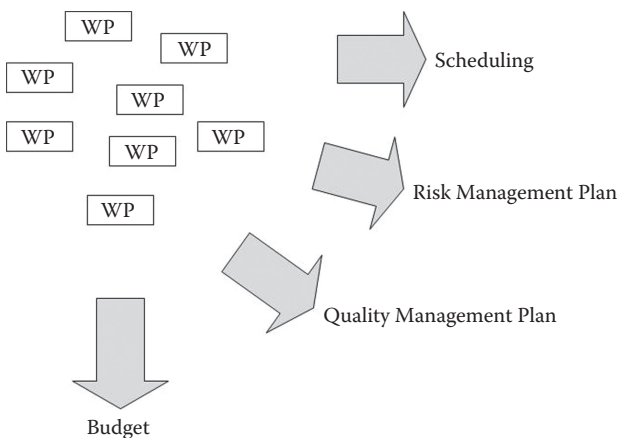 WP
WP
WP
WP
WP
WP
WP
WP
Scheduling
Risk Management Plan
Quality Management Plan
Budget